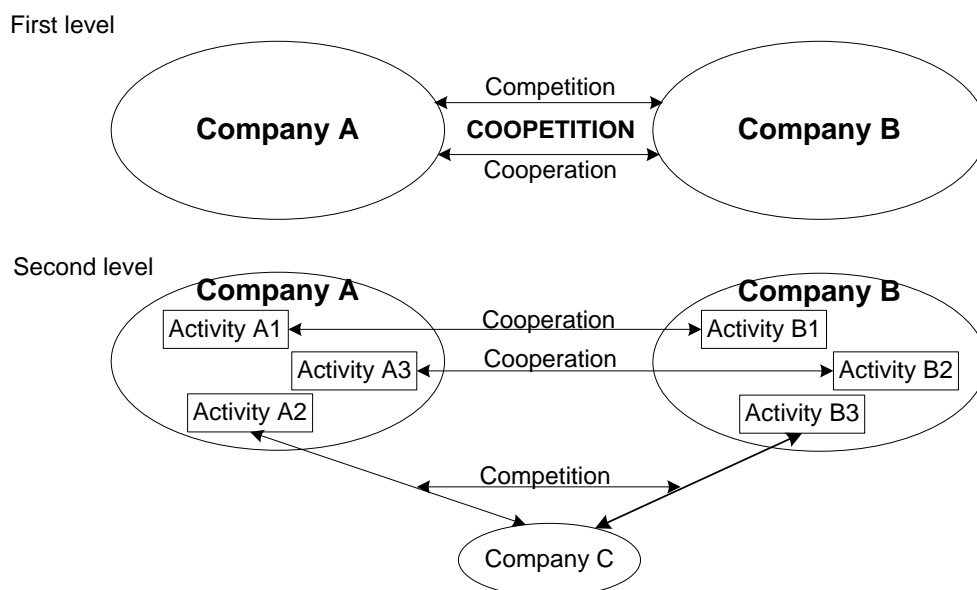 First level
Competition
Company A
COOPETITION
Company B
Cooperation
Second level
Company A
Company B
Activity A1
Cooperation
Activity B1
Activity A3
Cooperation
Activity B2
Activity A2
Activity B3
Competition
Company C